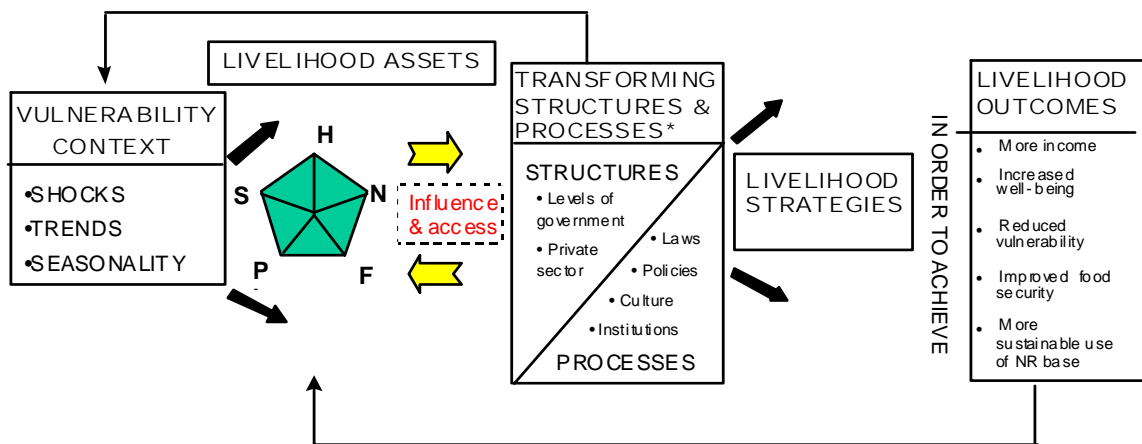 LIVELIHOOD ASSETS
VULNERABILITY
CONTEXT
•SHOCKS
•TRENDS
•SEASONALITY
H
S
N
P
F
Influence
& access
TRANSFORMING
STRUCTURES &
PROCESSES*
STRUCTURES
• Levels of
government
• Private
sector
• Laws
• Policies
• Culture
• Institutions
PROCESSES
LIVELIHOOD
STRATEGIES
IN ORDER TO ACHIEVE
LIVELIHOOD
OUTCOMES
• More income
• Increased
well-being
• Reduced
vulnerability
• Improved food
security
• More
sustainable use
of NR base